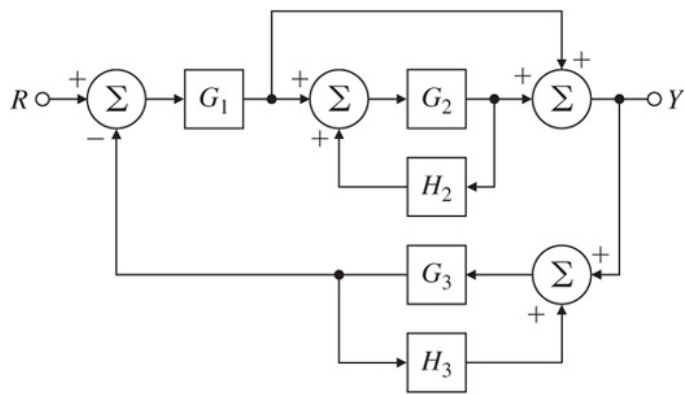 + +
R + Σ G₁ + Σ G₂ + Σ Y
− +
H₂
G₃ Σ +
+
H₃